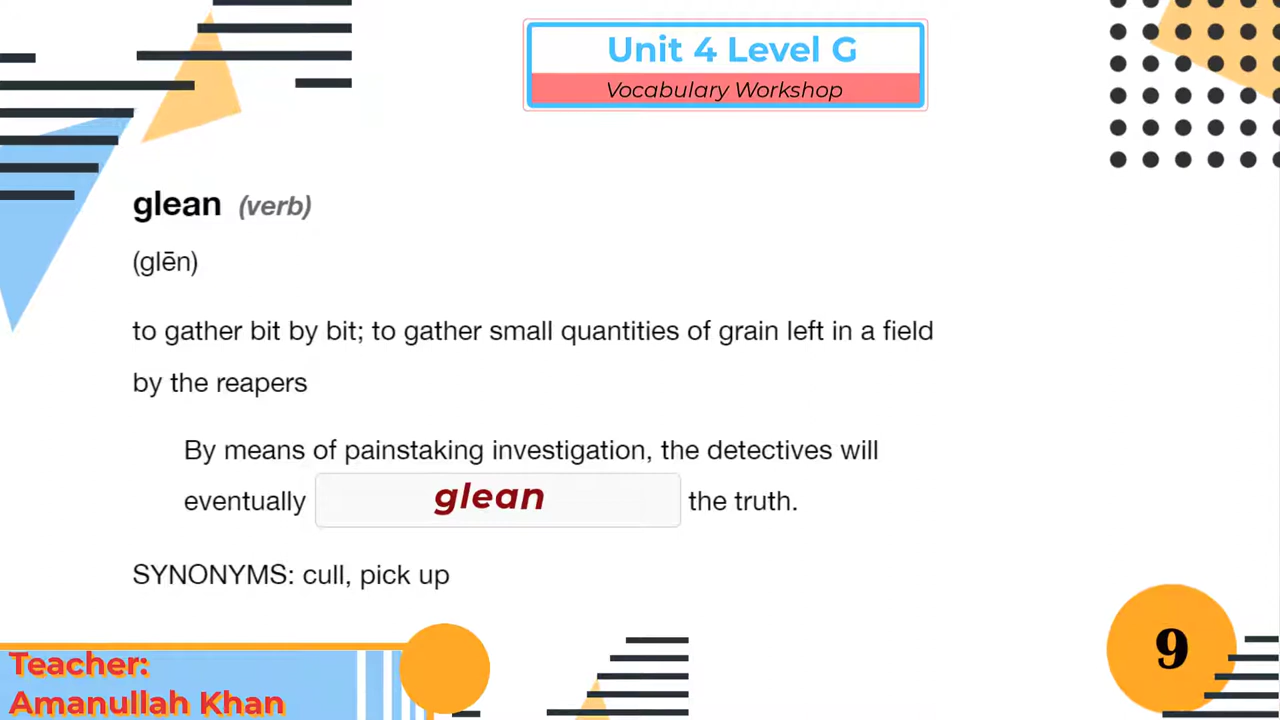 Unit 4 Level G
Vocabulary Workshop
glean (verb)
(glēn)
to gather bit by bit; to gather small quantities of grain left in a field
by the reapers
By means of painstaking investigation, the detectives will
eventually glean the truth.
SYNONYMS: cull, pick up
Teacher:
Amanullah Khan
9